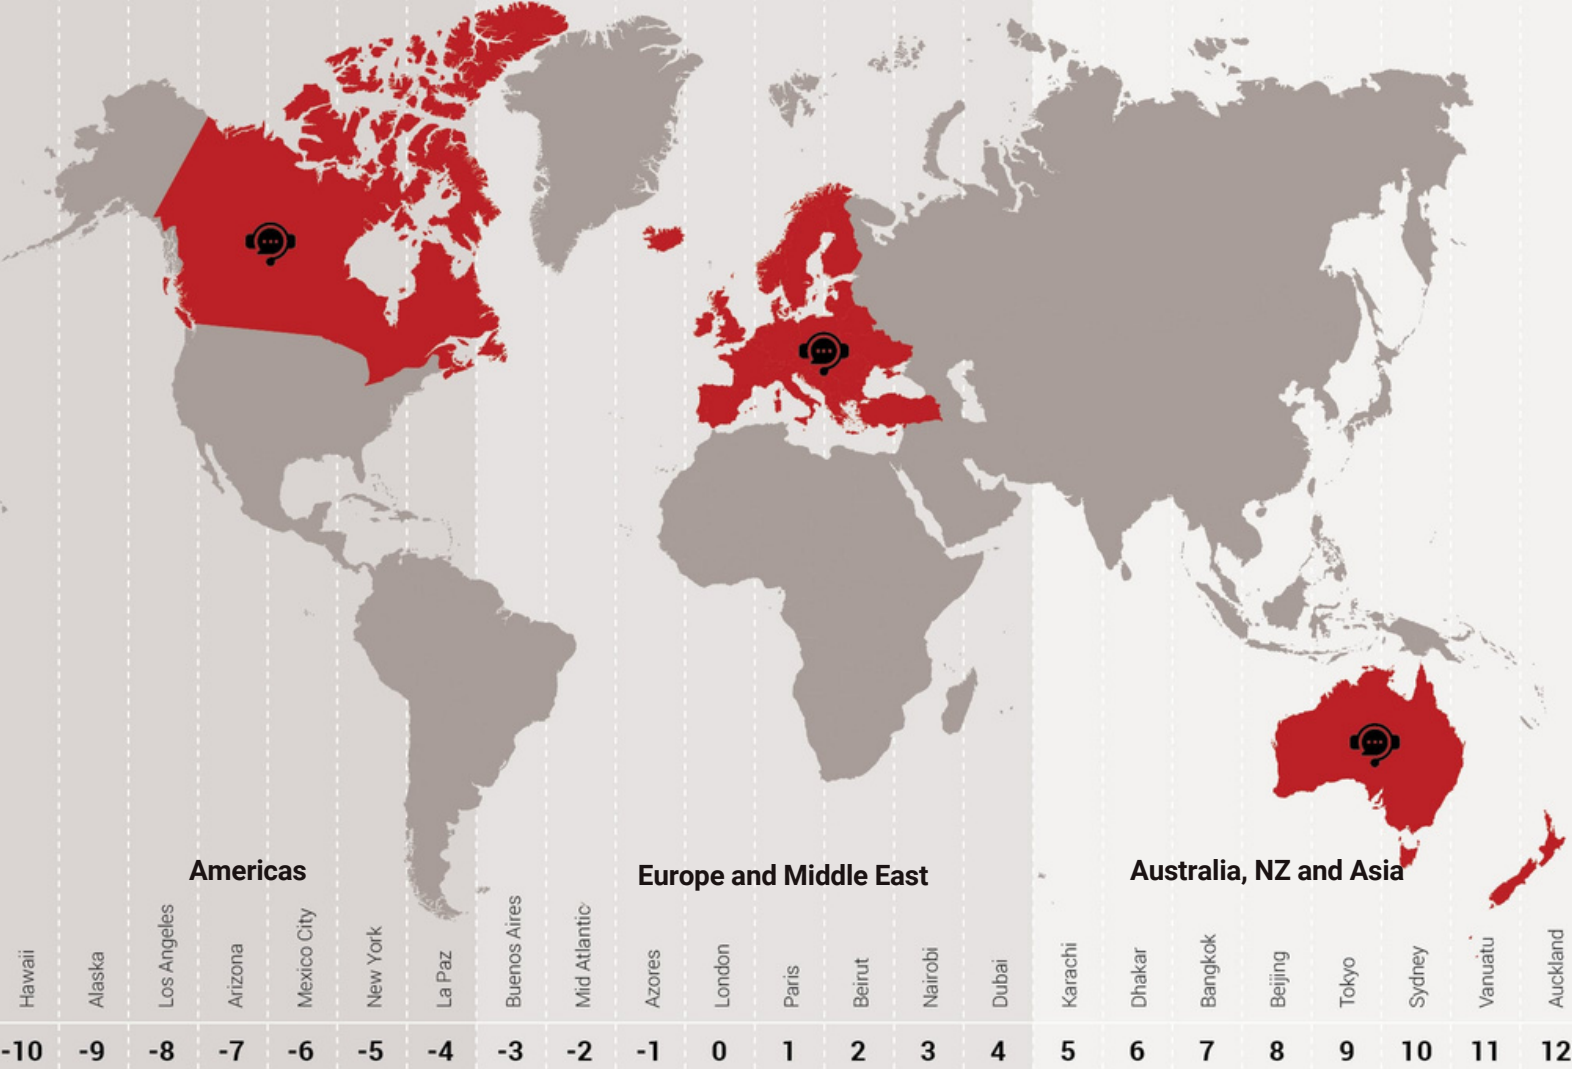 Americas
Europe and Middle East
Australia, NZ and Asia
Hawaii
Alaska
Los Angeles
Arizona
Mexico City
New York
La Paz
Buenos Aires
Mid Atlantic
Azores
London
Paris
Beirut
Nairobi
Dubai
Karachi
Dhakar
Bangkok
Beijing
Tokyo
Sydney
Vanuatu
Auckland
-10 -9 -8 -7 -6 -5 -4 -3 -2 -1 0 1 2 3 4 5 6 7 8 9 10 11 12